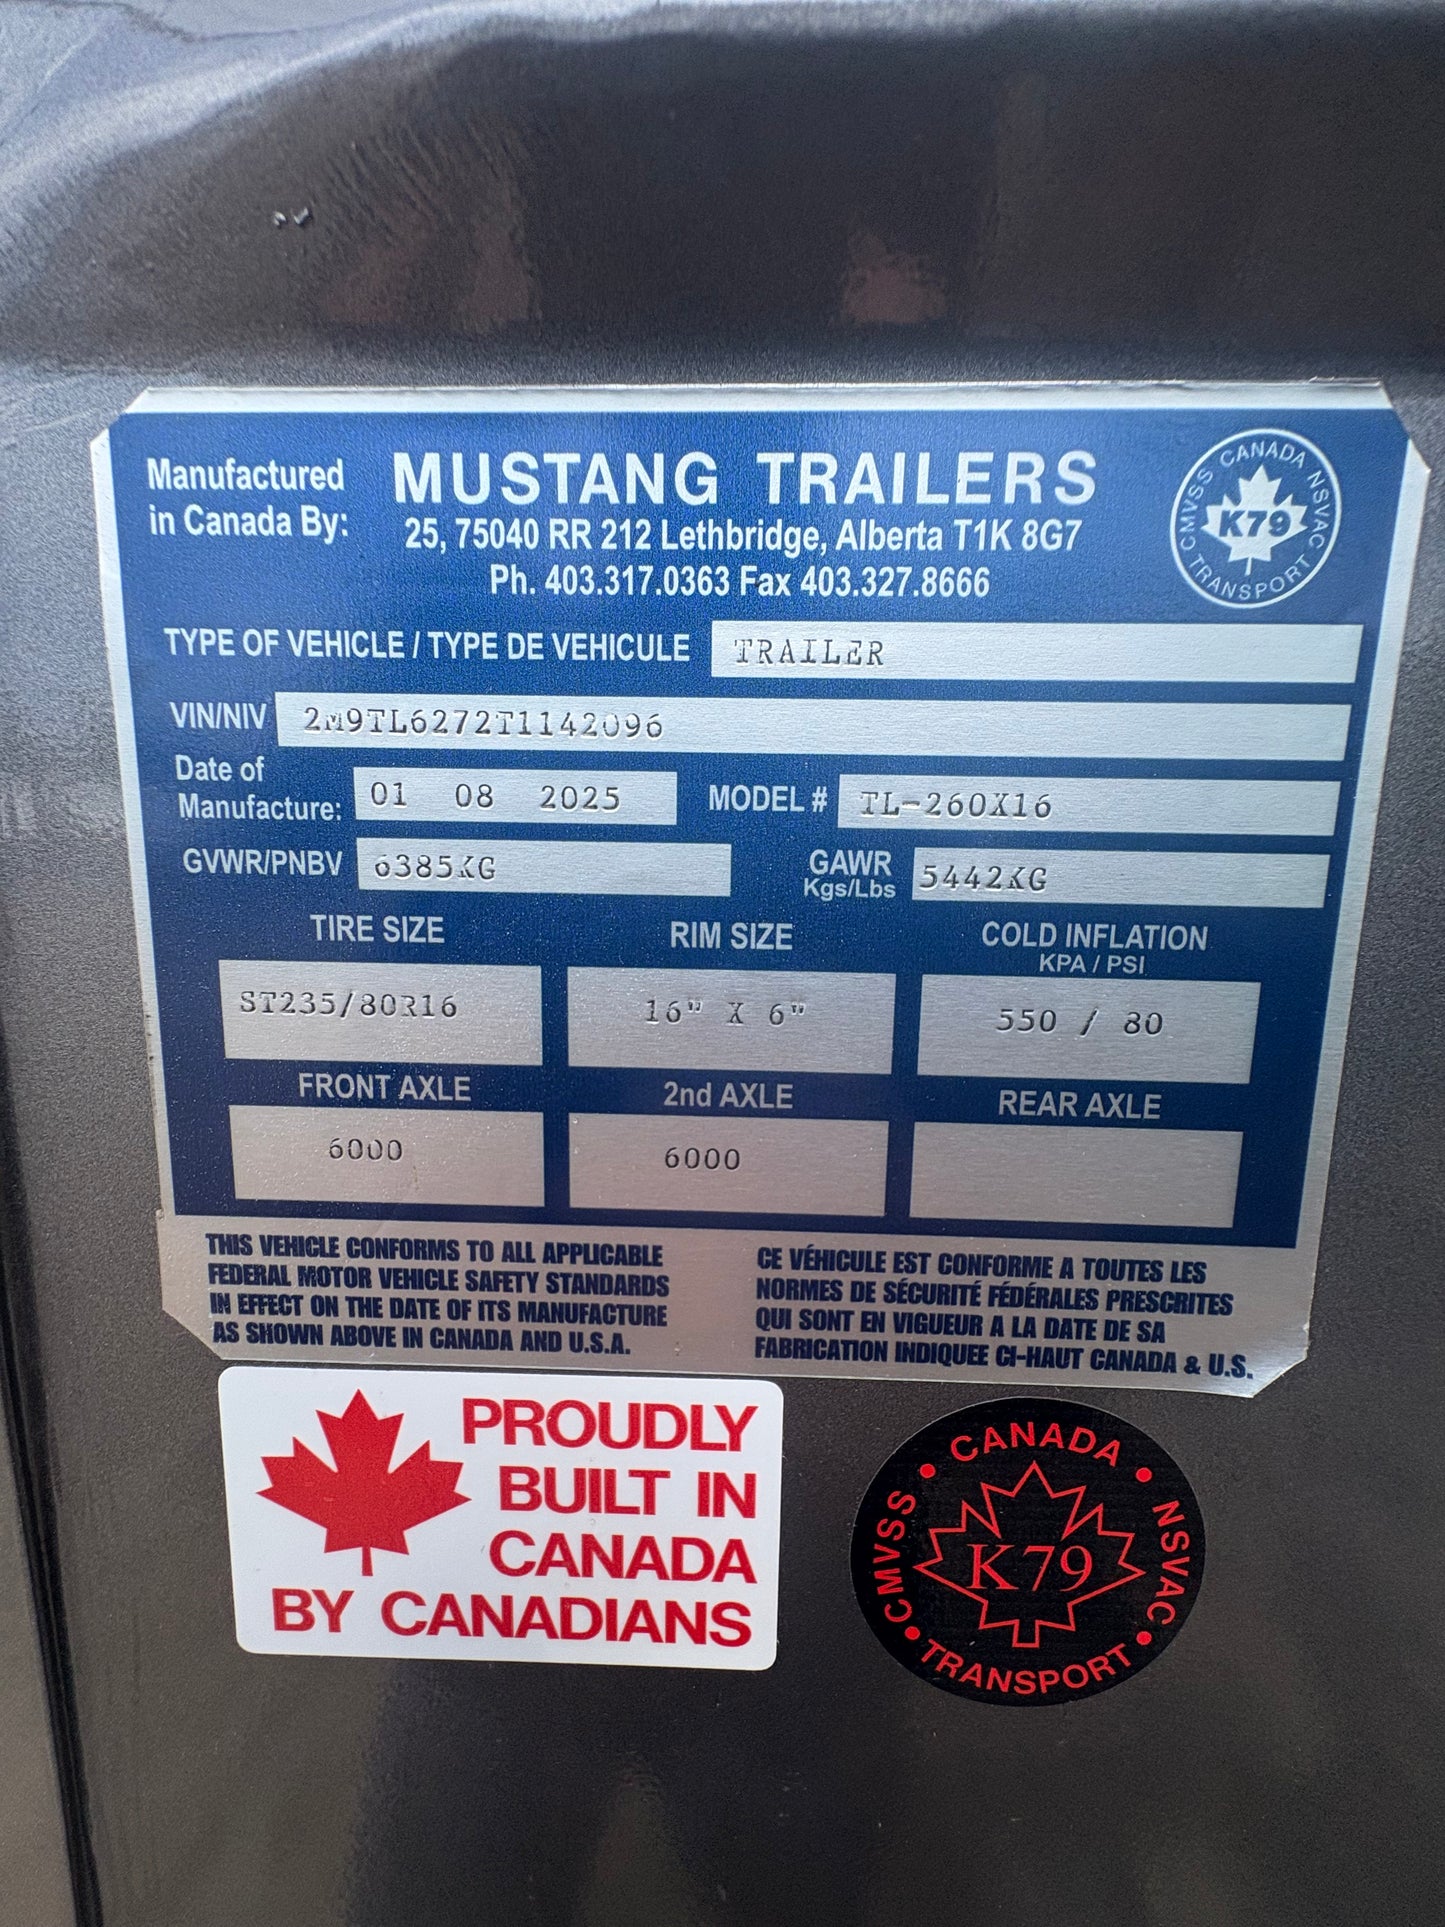 Manufactured
in Canada By:
MUSTANG TRAILERS
25, 75040 RR 212 Lethbridge, Alberta T1K 8G7
Ph. 403.317.0363 Fax 403.327.8666
CANADA
CMVSS
K79
NSVAC
TRANSPORT
TYPE OF VEHICLE / TYPE DE VEHICULE TRAILER
VIN/NIV 2M9TL6272T1142096
Date of
Manufacture: 01 08 2025 MODEL # TL-260X16
GVWR/PNBV 6385KG GAWR 5442KG
Kgs/Lbs
TIRE SIZE RIM SIZE COLD INFLATION
KPA / PSI
ST235/80R16 16" X 6" 550 / 80
FRONT AXLE 2nd AXLE REAR AXLE
6000 6000
THIS VEHICLE CONFORMS TO ALL APPLICABLE
FEDERAL MOTOR VEHICLE SAFETY STANDARDS
IN EFFECT ON THE DATE OF ITS MANUFACTURE
AS SHOWN ABOVE IN CANADA AND U.S.A.
CE VÉHICULE EST CONFORME A TOUTES LES
NORMES DE SÉCURITÉ FÉDÉRALES PRESCRITES
QUI SONT EN VIGUEUR A LA DATE DE SA
FABRICATION INDIQUEE CI-HAUT CANADA & U.S.
PROUDLY
BUILT IN
CANADA
BY CANADIANS
CANADA
CMVSS
K79
NSVAC
TRANSPORT